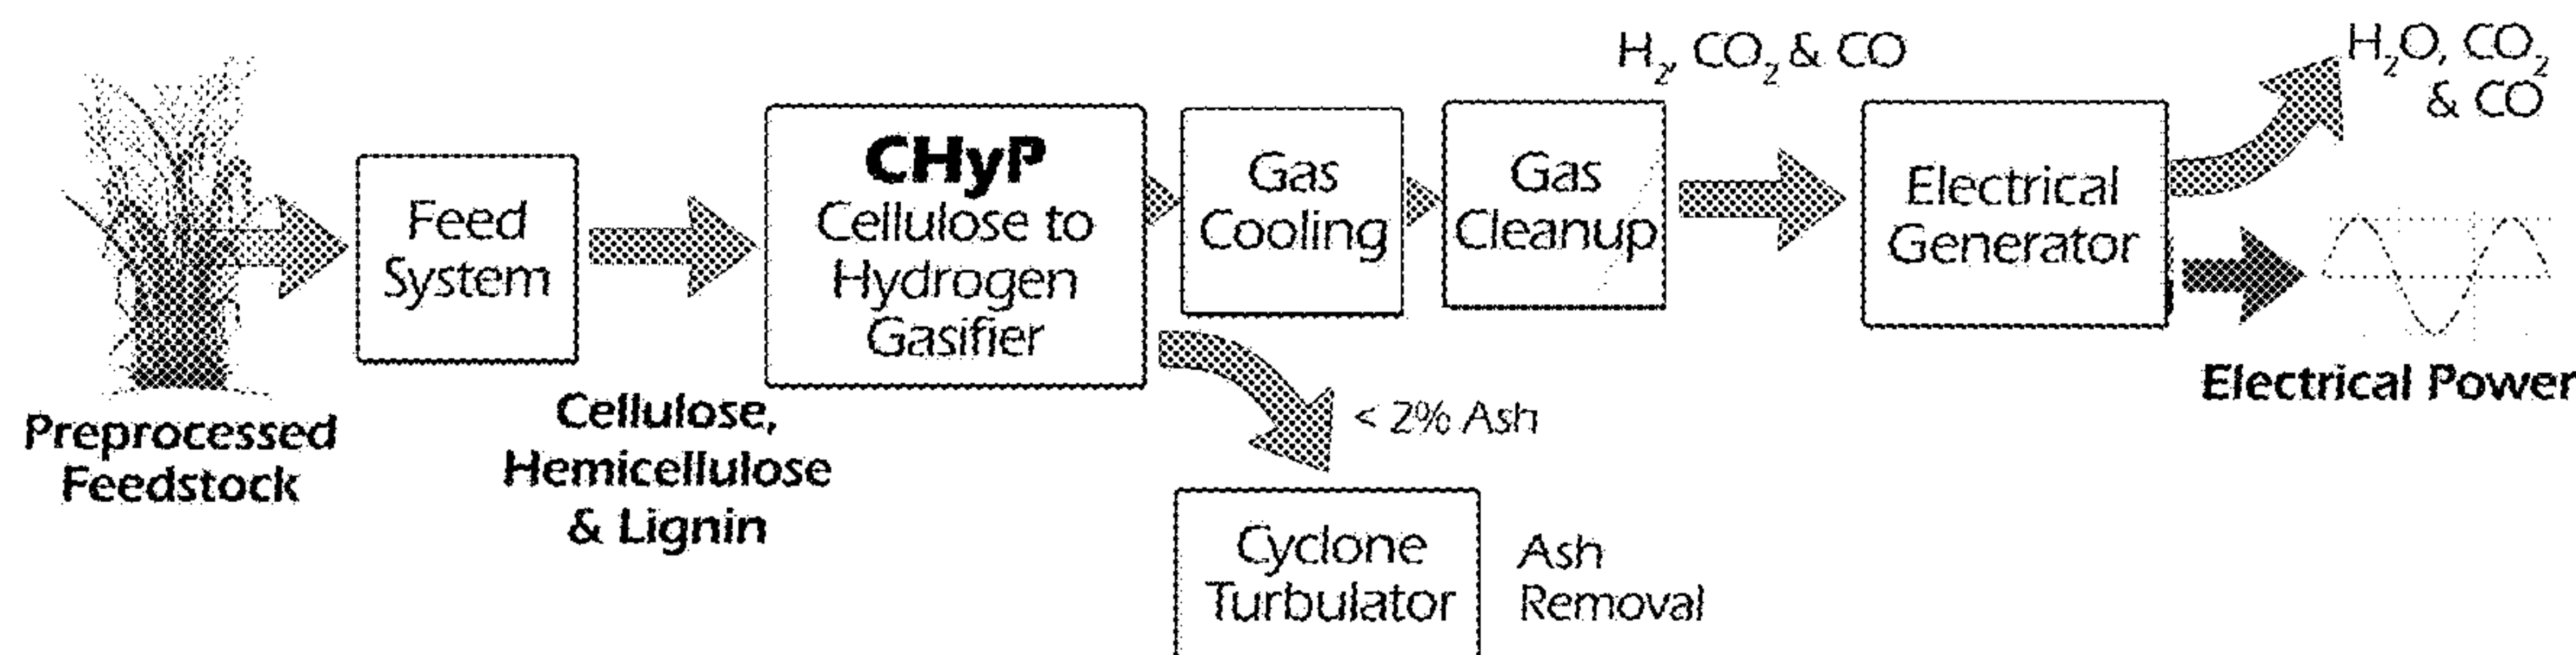 Preprocessed
Feedstock
Feed
System
Cellulose,
Hemicellulose
& Lignin
CHyP
Cellulose to
Hydrogen
Gasifier
Gas
Cooling
Gas
Cleanup
H₂, CO₂ & CO
< 2% Ash
Cyclone
Turbulator
Ash
Removal
Electrical
Generator
H₂O, CO₂
& CO
Electrical Power